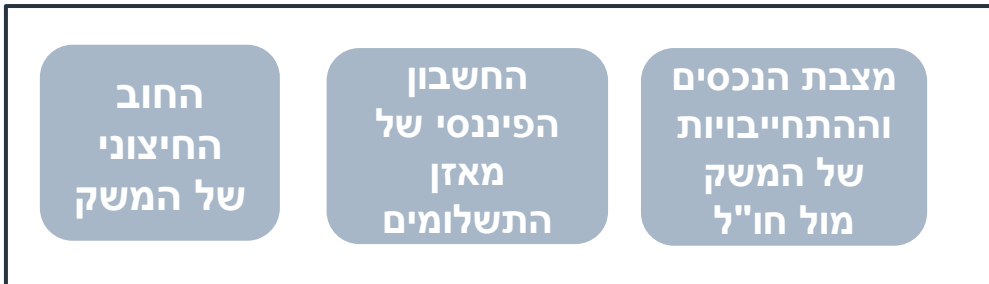 מצבת הנכסים
וההתחייבויות
של המשק
מול חו"ל
החשבון
הפיננסי של
מאזן
התשלומים
החוב
החיצוני
של המשק